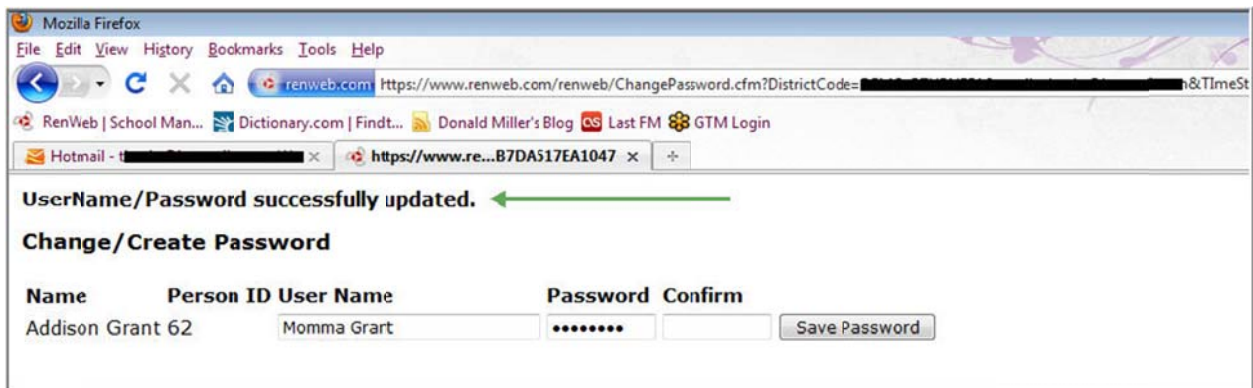 Mozilla Firefox
File Edit View History Bookmarks Tools Help
renweb.com https://www.renweb.com/renweb/ChangePassword.cfm?DistrictCode= n&TImeSt
RenWeb | School Man... Dictionary.com | Findt... Donald Miller's Blog Last FM GTM Login
Hotmail - t https://www.re...B7DA517EA1047
UserName/Password successfully updated.
Change/Create Password
Name Person ID User Name Password Confirm
Addison Grant 62 Momma Grart •••••••• Save Password